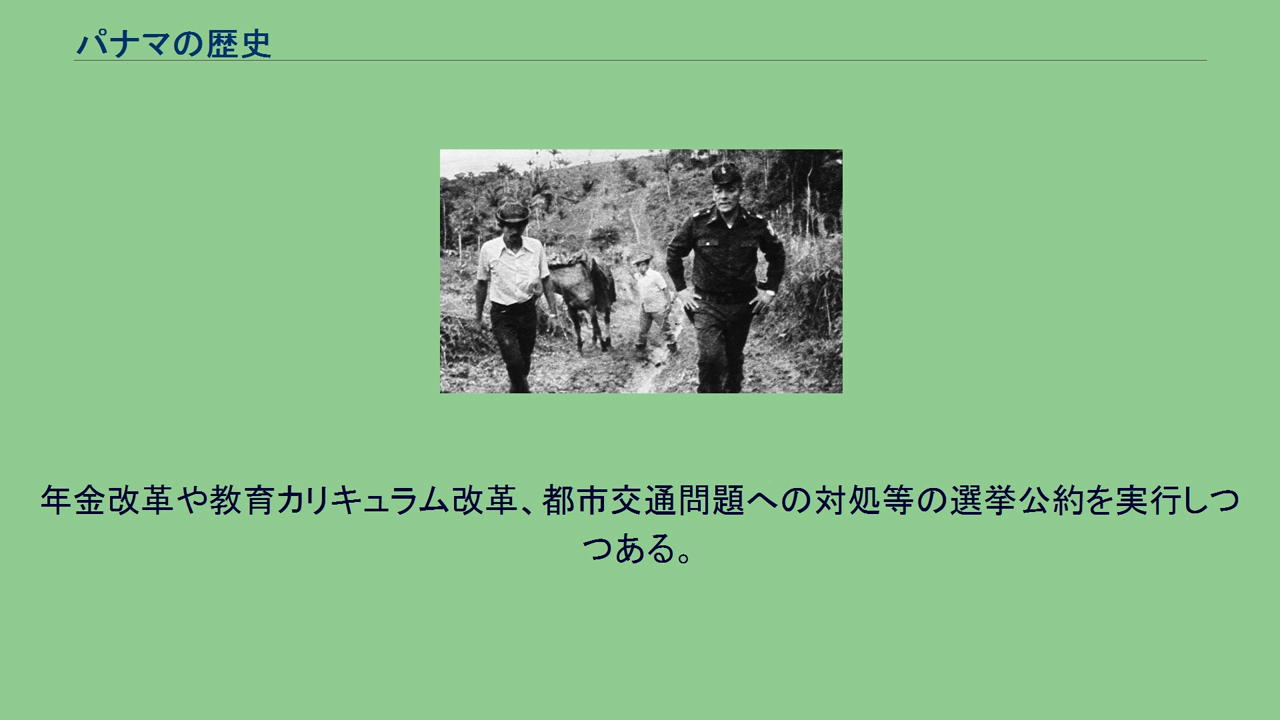 パナマの歴史
年金改革や教育カリキュラム改革、都市交通問題への対処等の選挙公約を実行しつ
つある。